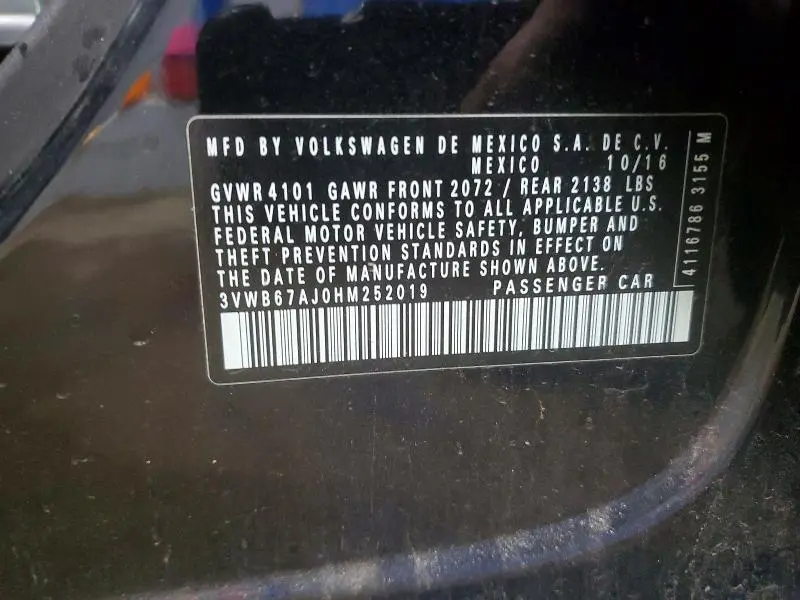 MFD BY VOLKSWAGEN DE MEXICO S.A. DE C.V.
MEXICO 10/16
GVWR 4101 GAWR FRONT 2072 / REAR 2138 LBS
THIS VEHICLE CONFORMS TO ALL APPLICABLE U.S.
FEDERAL MOTOR VEHICLE SAFETY, BUMPER AND
THEFT PREVENTION STANDARDS IN EFFECT ON
THE DATE OF MANUFACTURE SHOWN ABOVE.
3VWB67AJ0HM252019 PASSENGER CAR
4116786 3155 M